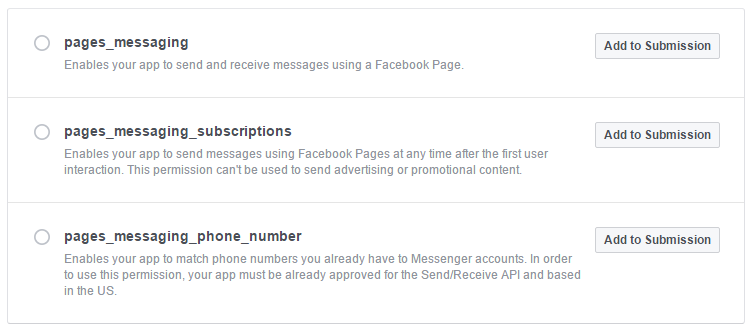 pages_messaging
Add to Submission
Enables your app to send and receive messages using a Facebook Page.
pages_messaging_subscriptions
Add to Submission
Enables your app to send messages using Facebook Pages at any time after the first user
interaction. This permission can't be used to send advertising or promotional content.
pages_messaging_phone_number
Add to Submission
Enables your app to match phone numbers you already have to Messenger accounts. In order
to use this permission, your app must be already approved for the Send/Receive API and based
in the US.